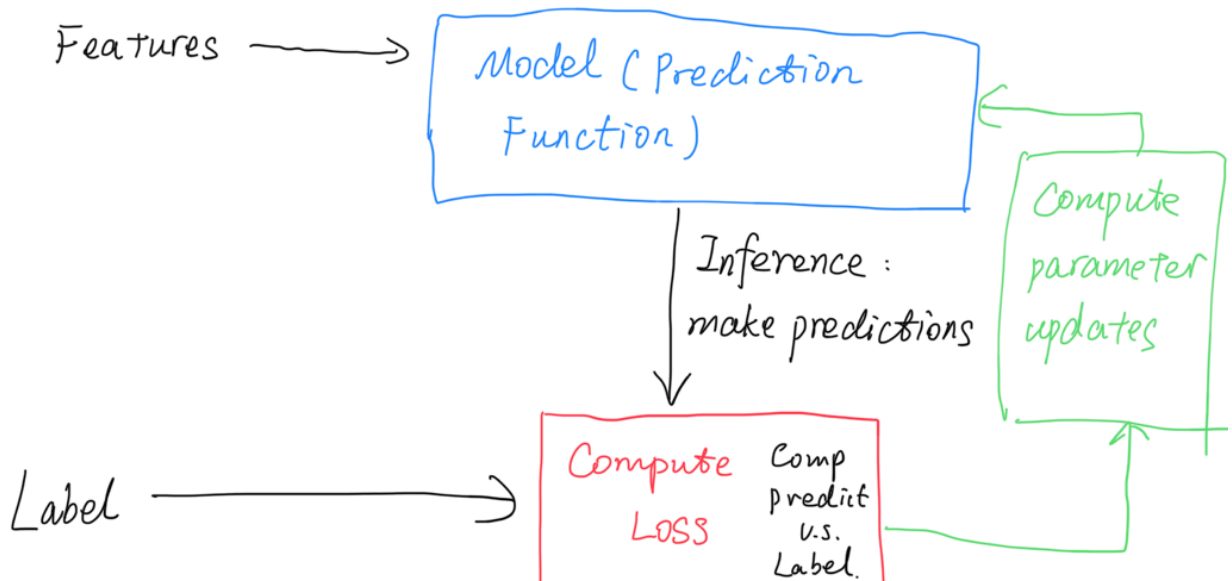 Features
Model (Prediction
Function)
Compute
parameter
updates
Inference :
make predictions
Label
Compute
Loss
Comp
predict
v.s.
Label.